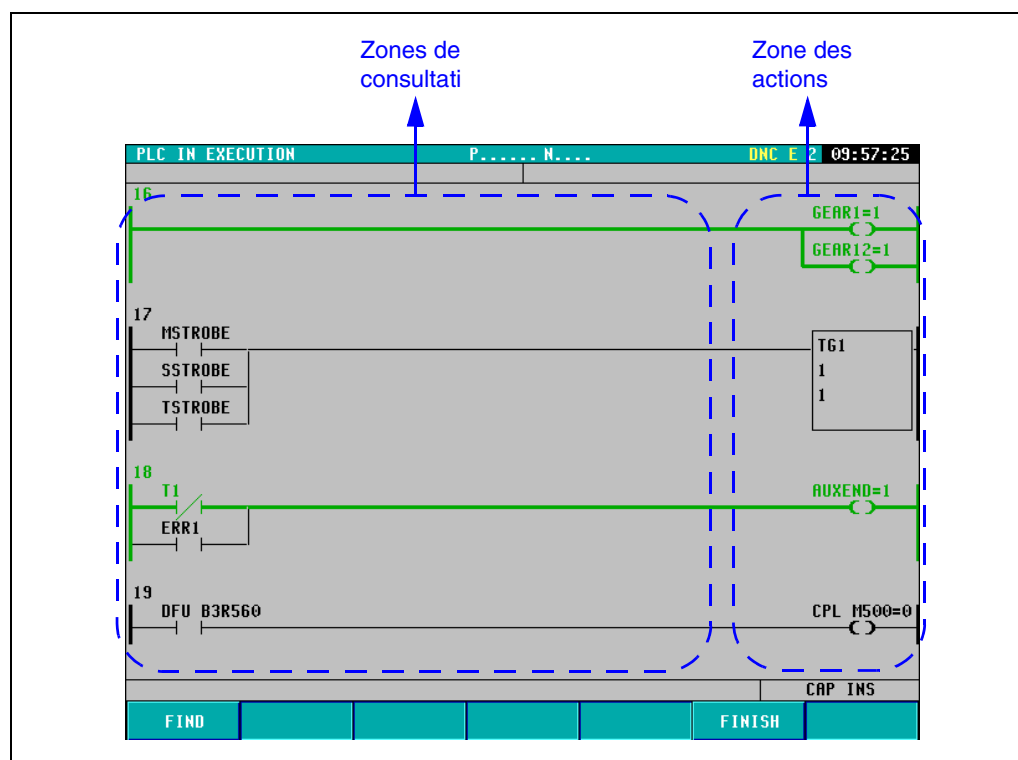 Zones de
consultati
Zone des
actions
PLC IN EXECUTION P...... N.... DNC E 2 09:57:25
16
GEAR1=1
GEAR12=1
17
MSTROBE
TG1
SSTROBE
1
1
TSTROBE
18
T1
AUXEND=1
ERR1
19
DFU B3R560
CPL M500=0
CAP INS
FIND FINISH